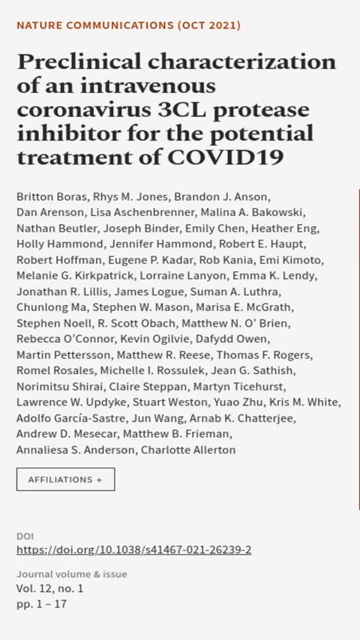 NATURE COMMUNICATIONS (OCT 2021)
Preclinical characterization
of an intravenous
coronavirus 3CL protease
inhibitor for the potential
treatment of COVID19
Britton Boras, Rhys M. Jones, Brandon J. Anson,
Dan Arenson, Lisa Aschenbrenner, Malina A. Bakowski,
Nathan Beutler, Joseph Binder, Emily Chen, Heather Eng,
Holly Hammond, Jennifer Hammond, Robert E. Haupt,
Robert Hoffman, Eugene P. Kadar, Rob Kania, Emi Kimoto,
Melanie G. Kirkpatrick, Lorraine Lanyon, Emma K. Lendy,
Jonathan R. Lillis, James Logue, Suman A. Luthra,
Chunlong Ma, Stephen W. Mason, Marisa E. McGrath,
Stephen Noell, R. Scott Obach, Matthew N. O’ Brien,
Rebecca O’Connor, Kevin Ogilvie, Dafydd Owen,
Martin Pettersson, Matthew R. Reese, Thomas F. Rogers,
Romel Rosales, Michelle I. Rossulek, Jean G. Sathish,
Norimitsu Shirai, Claire Steppan, Martyn Ticehurst,
Lawrence W. Updyke, Stuart Weston, Yuao Zhu, Kris M. White,
Adolfo García-Sastre, Jun Wang, Arnab K. Chatterjee,
Andrew D. Mesecar, Matthew B. Frieman,
Annaliesa S. Anderson, Charlotte Allerton
AFFILIATIONS +
DOI
https://doi.org/10.1038/s41467-021-26239-2
Journal volume & issue
Vol. 12, no. 1
pp. 1 – 17